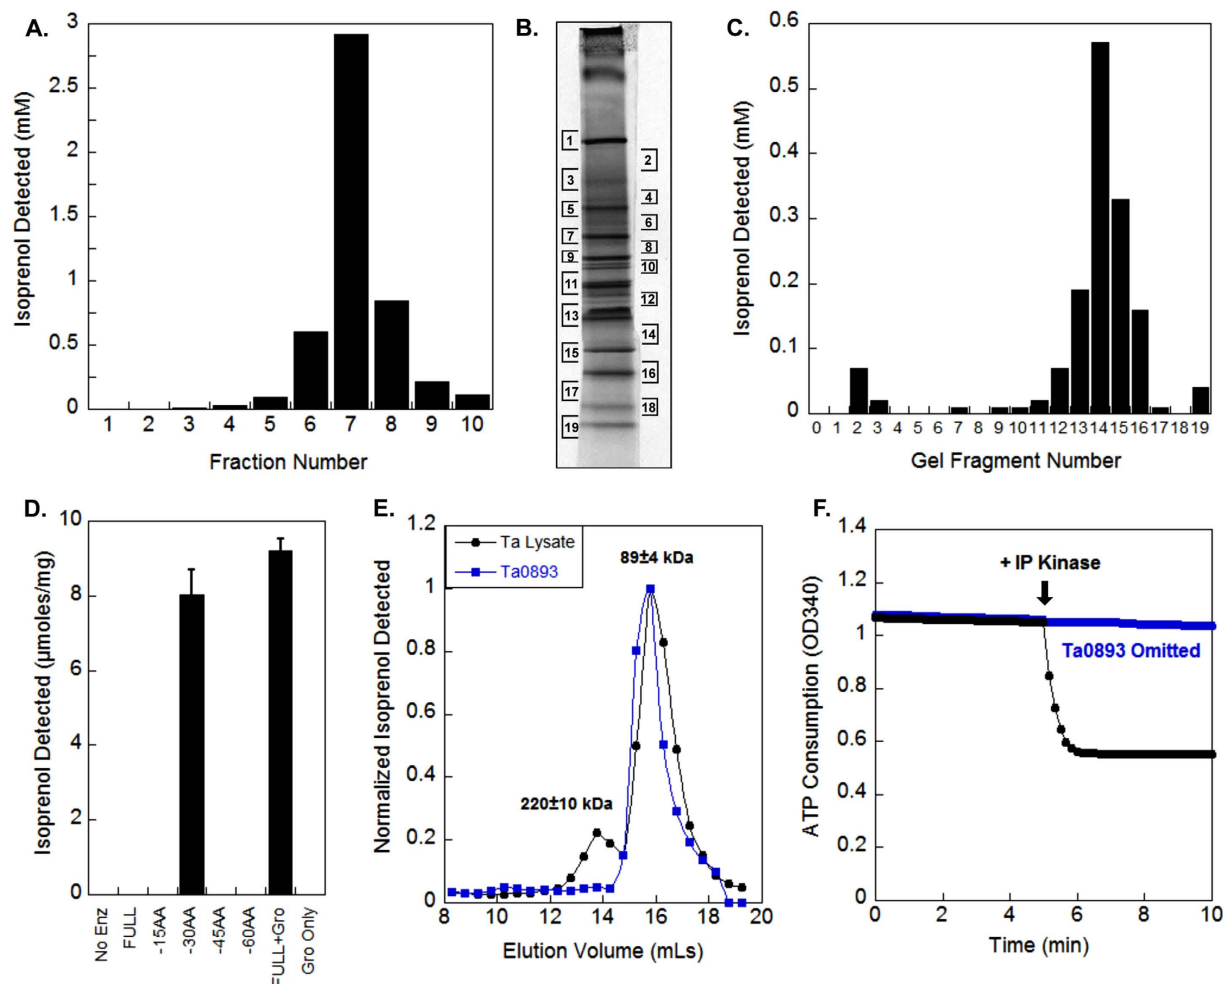 A.
3
2.5
2
1.5
1
0.5
0
Isoprenol Detected (mM)
1 2 3 4 5 6 7 8 9 10
Fraction Number
B.
1
2
3
4
5
6
7
8
9
10
11
12
13
14
15
16
17
18
19
C.
0.6
0.5
0.4
0.3
0.2
0.1
0
Isoprenol Detected (mM)
0 1 2 3 4 5 6 7 8 9 10 11 12 13 14 15 16 17 18 19
Gel Fragment Number
D.
10
8
6
4
2
0
Isoprenol Detected (µmoles/mg)
No Enz
FULL
-15AA
-30AA
-45AA
-60AA
FULL+Gro
Gro Only
E.
1.2
1
0.8
0.6
0.4
0.2
0
Normalized Isoprenol Detected
Ta Lysate
Ta0893
89±4 kDa
220±10 kDa
8 10 12 14 16 18 20
Elution Volume (mLs)
F.
1.4
1.2
1
0.8
0.6
0.4
0.2
0
ATP Consumption (OD340)
+ IP Kinase
Ta0893 Omitted
0 2 4 6 8 10
Time (min)